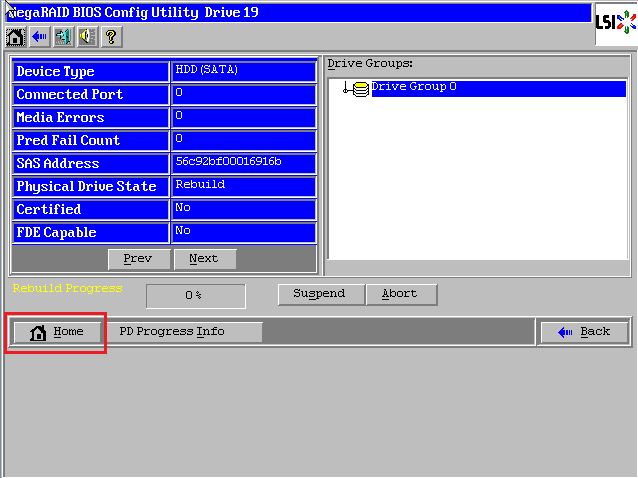 MegaRAID BIOS Config Utility Drive 19
LSI
?
Device Type HDD (SATA)
Connected Port 0
Media Errors 0
Pred Fail Count 0
SAS Address 56c92bf00016916b
Physical Drive State Rebuild
Certified No
FDE Capable No
Prev Next
Drive Groups:
Drive Group 0
Rebuild Progress 0 % Suspend Abort
Home PD Progress Info Back